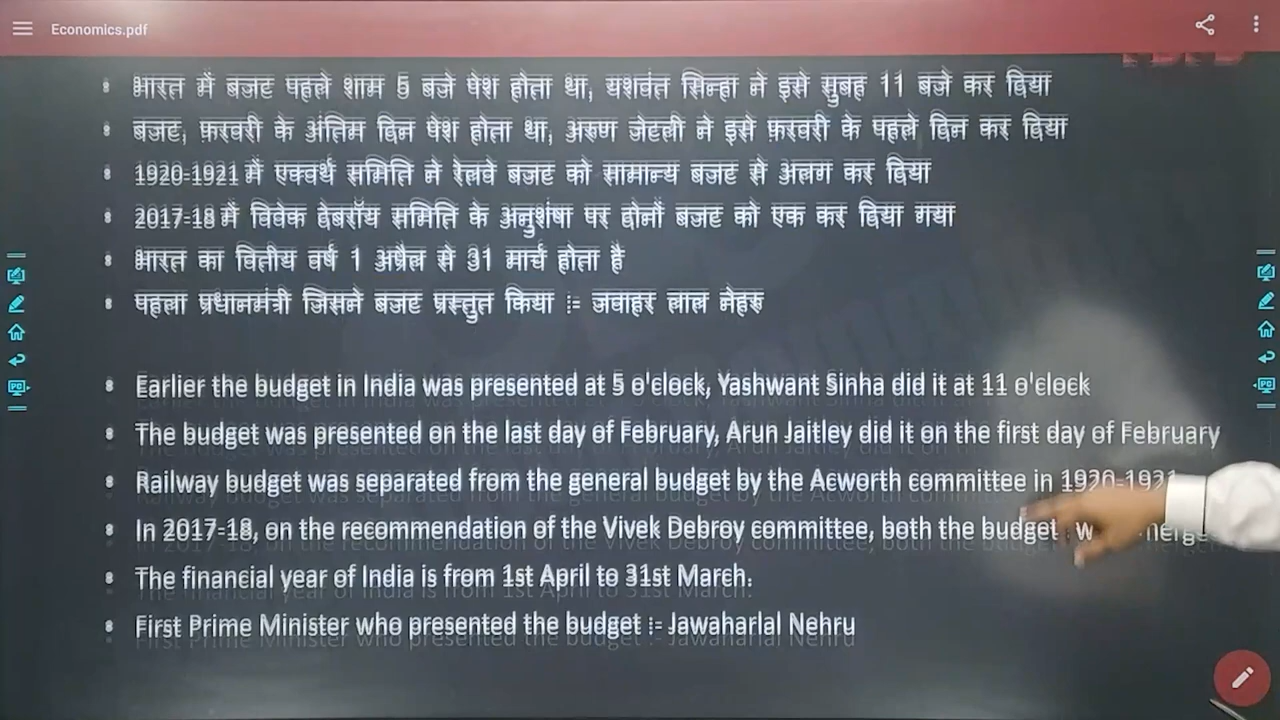 Economics.pdf
भारत में बजट पहले शाम 5 बजे पेश होता था, यशवंत सिन्हा ने इसे सुबह 11 बजे कर दिया
बजट, फ़रवरी के अंतिम दिन पेश होता था, अरुण जेटली ने इसे फ़रवरी के पहले दिन कर दिया
1920-1921 में एक्वर्थ समिति ने रेलवे बजट को सामान्य बजट से अलग कर दिया
2017-18 में विवेक देबरॉय समिति के अनुशंषा पर दोनों बजट को एक कर दिया गया
भारत का वितीय वर्ष 1 अप्रैल से 31 मार्च होता है
पहला प्रधानमंत्री जिसने बजट प्रस्तुत किया :- जवाहर लाल नेहरु
Earlier the budget in India was presented at 5 o'clock, Yashwant Sinha did it at 11 o'clock
The budget was presented on the last day of February, Arun Jaitley did it on the first day of February
Railway budget was separated from the general budget by the Acworth committee in 1920-1921
In 2017-18, on the recommendation of the Vivek Debroy committee, both the budget
The financial year of India is from 1st April to 31st March.
First Prime Minister who presented the budget :- Jawaharlal Nehru